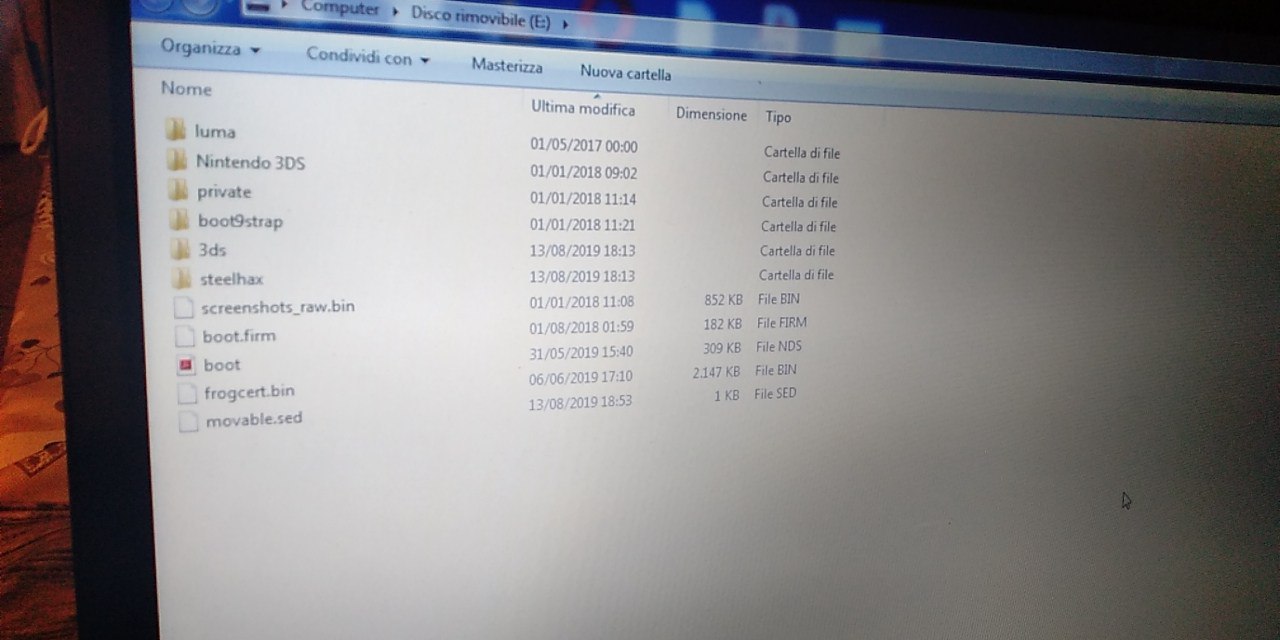 Computer ▸ Disco rimovibile (E:) ▸
Organizza Condividi con Masterizza Nuova cartella
Nome Ultima modifica Dimensione Tipo
luma 01/05/2017 00:00 Cartella di file
Nintendo 3DS 01/01/2018 09:02 Cartella di file
private 01/01/2018 11:14 Cartella di file
boot9strap 01/01/2018 11:21 Cartella di file
3ds 13/08/2019 18:13 Cartella di file
steelhax 13/08/2019 18:13 Cartella di file
screenshots_raw.bin 01/01/2018 11:08 852 KB File BIN
boot.firm 01/08/2018 01:59 182 KB File FIRM
boot 31/05/2019 15:40 309 KB File NDS
frogcert.bin 06/06/2019 17:10 2.147 KB File BIN
movable.sed 13/08/2019 18:53 1 KB File SED